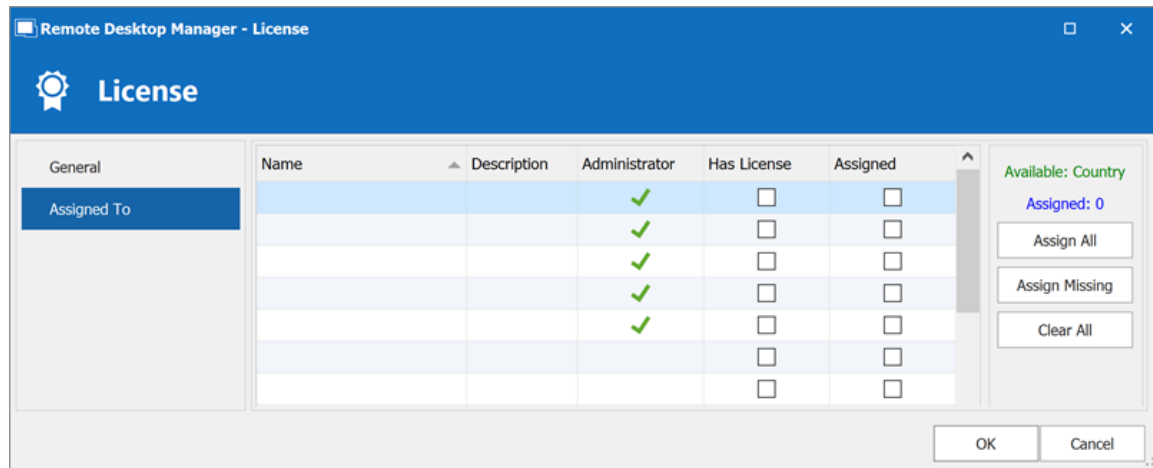 Remote Desktop Manager - License
License
General
Assigned To
Name Description Administrator Has License Assigned
Available: Country
Assigned: 0
Assign All
Assign Missing
Clear All
OK Cancel